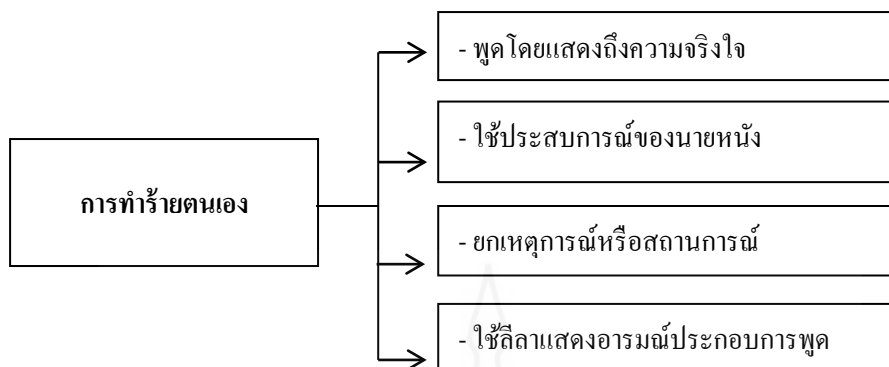 - พูดโดยแสดงถึงความจริงใจ
- ใช้ประสบการณ์ของนายหนัง
การทำร้ายตนเอง
- ยกเหตุการณ์หรือสถานการณ์
- ใช้ลีลาแสดงอารมณ์ประกอบการพูด